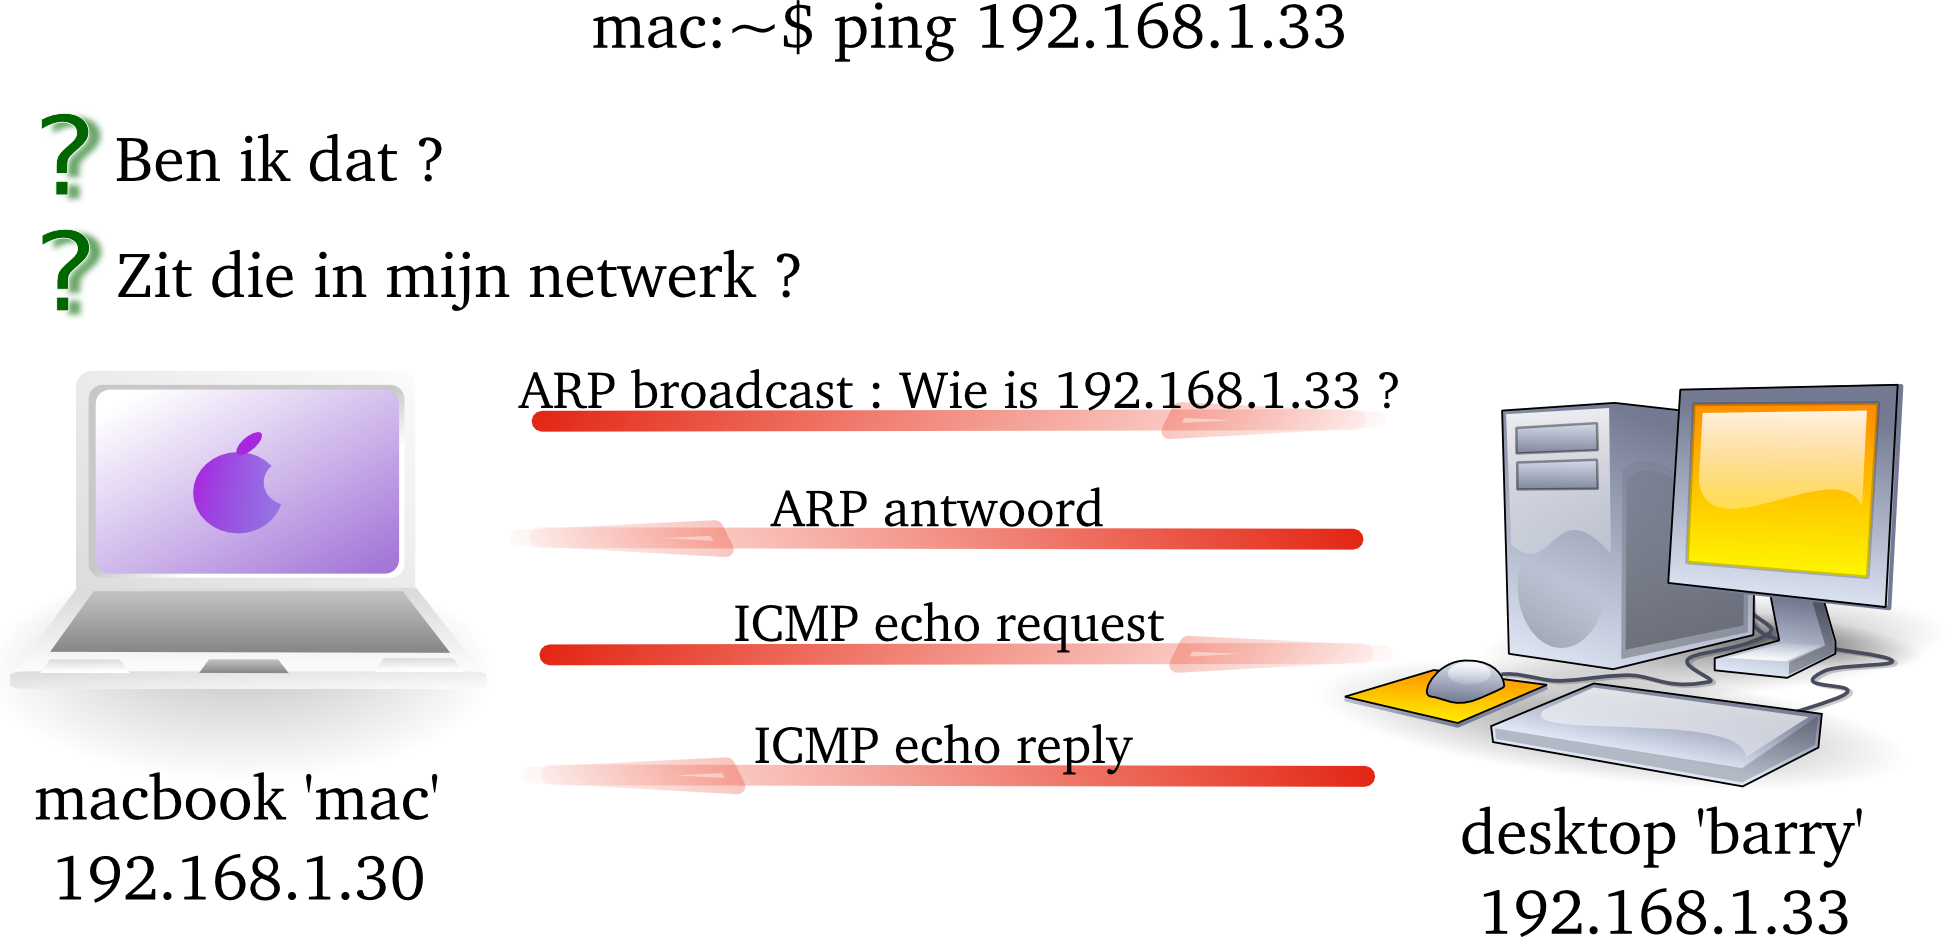 mac:~$ ping 192.168.1.33
Ben ik dat ?
Zit die in mijn netwerk ?
ARP broadcast : Wie is 192.168.1.33 ?
ARP antwoord
ICMP echo request
ICMP echo reply
macbook 'mac'
192.168.1.30
desktop 'barry'
192.168.1.33